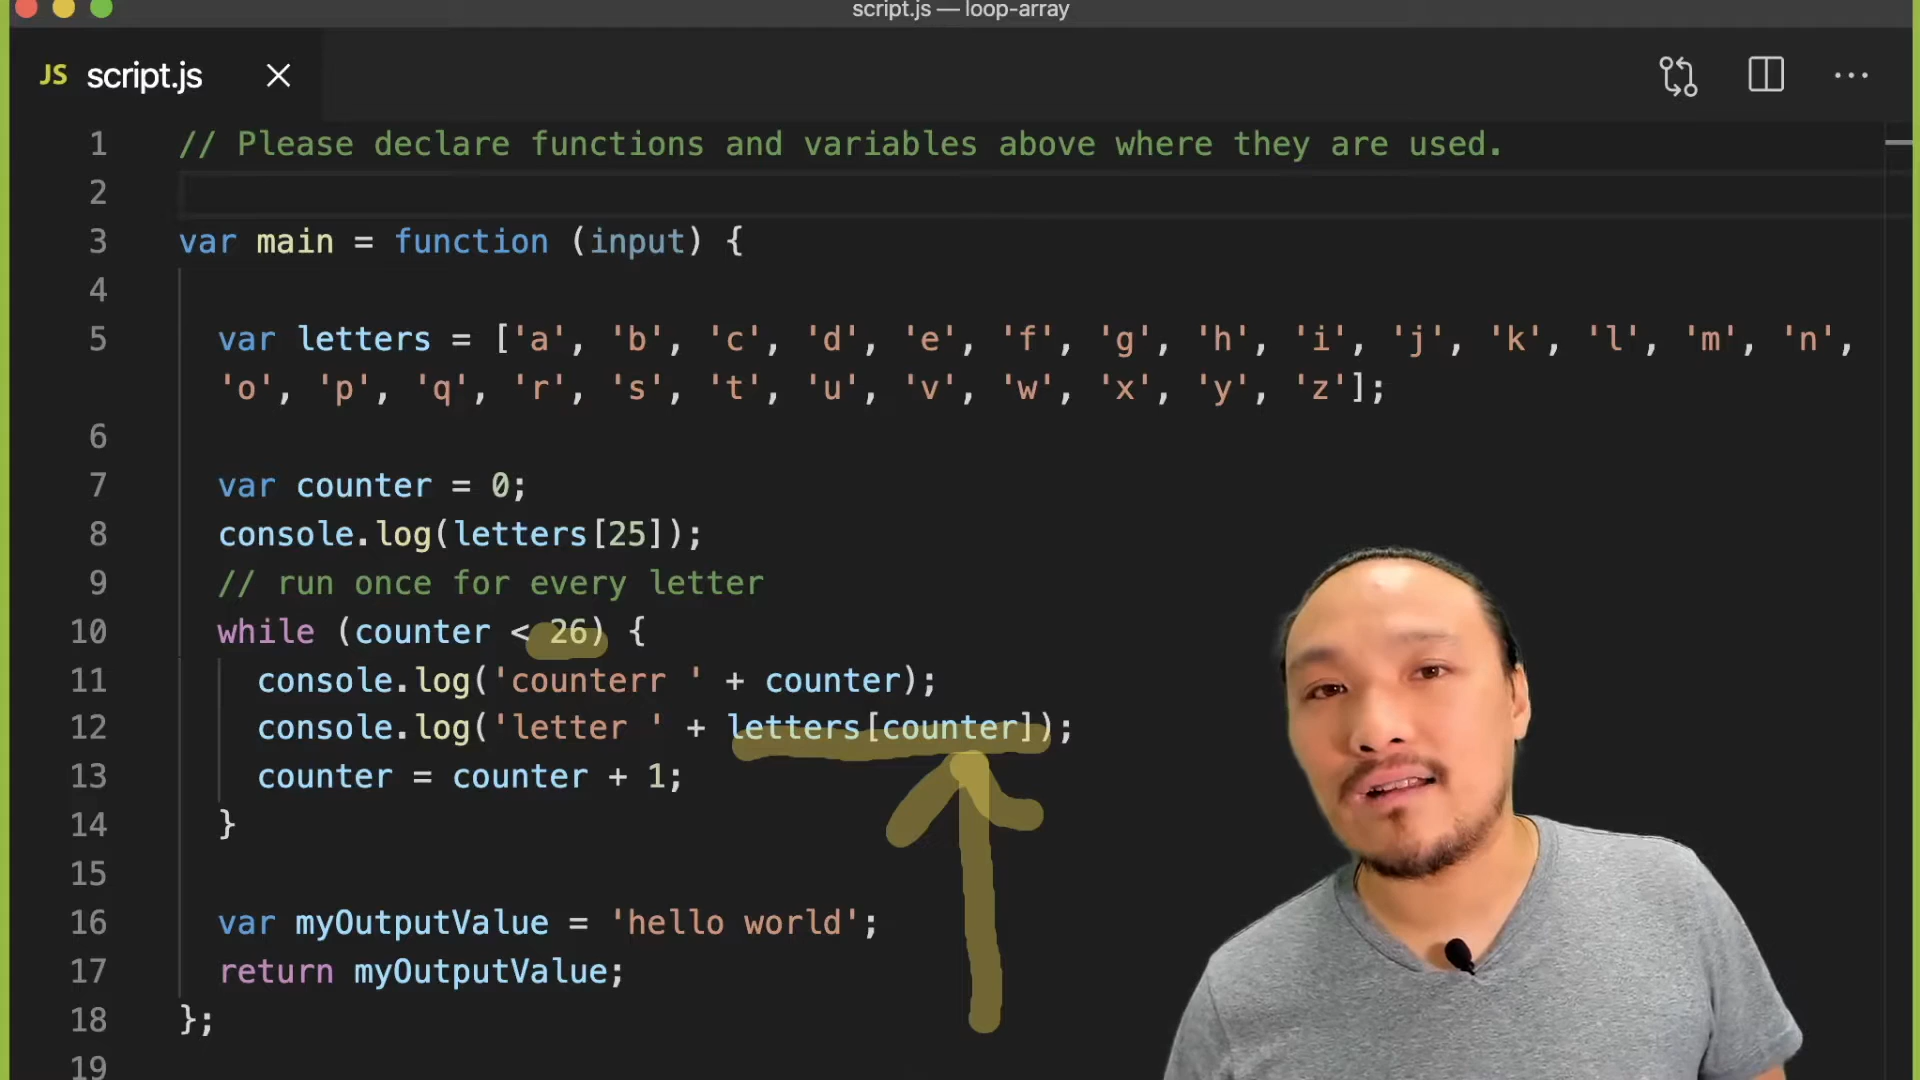 script.js — loop-array
JS script.js
1 // Please declare functions and variables above where they are used.
2
3 var main = function (input) {
4
5 var letters = ['a', 'b', 'c', 'd', 'e', 'f', 'g', 'h', 'i', 'j', 'k', 'l', 'm', 'n',
'o', 'p', 'q', 'r', 's', 't', 'u', 'v', 'w', 'x', 'y', 'z'];
6
7 var counter = 0;
8 console.log(letters[25]);
9 // run once for every letter
10 while (counter < 26) {
11 console.log('counterr ' + counter);
12 console.log('letter ' + letters[counter]);
13 counter = counter + 1;
14 }
15
16 var myOutputValue = 'hello world';
17 return myOutputValue;
18 };
19